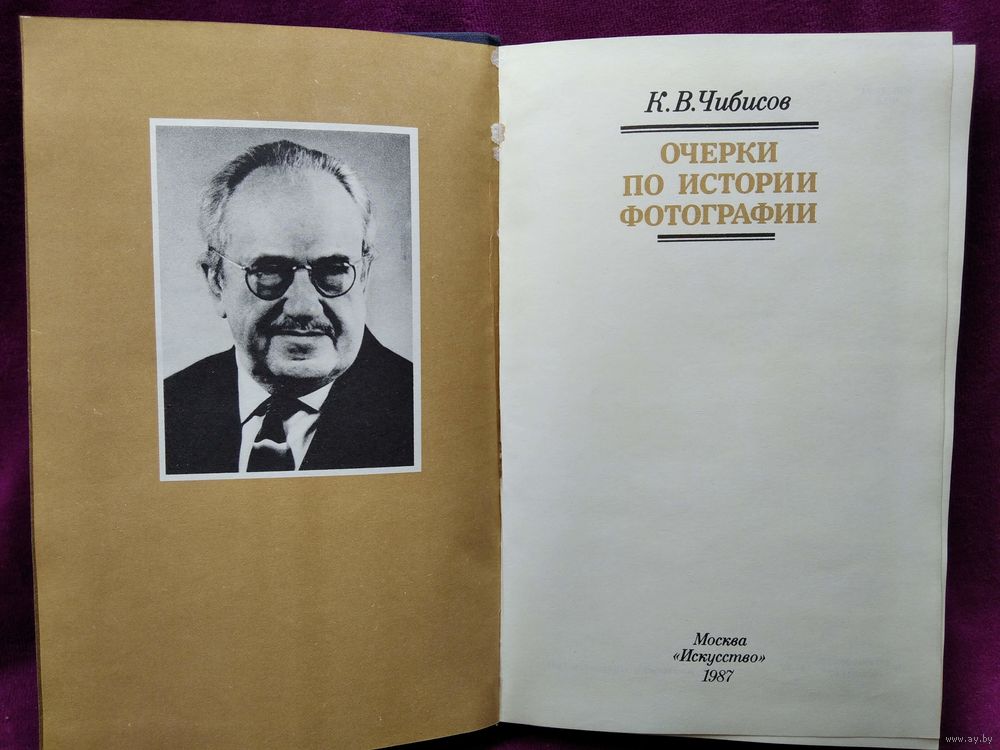 К. В. Чибисов
ОЧЕРКИ
ПО ИСТОРИИ
ФОТОГРАФИИ
Москва
«Искусство»
1987
www.ay.by